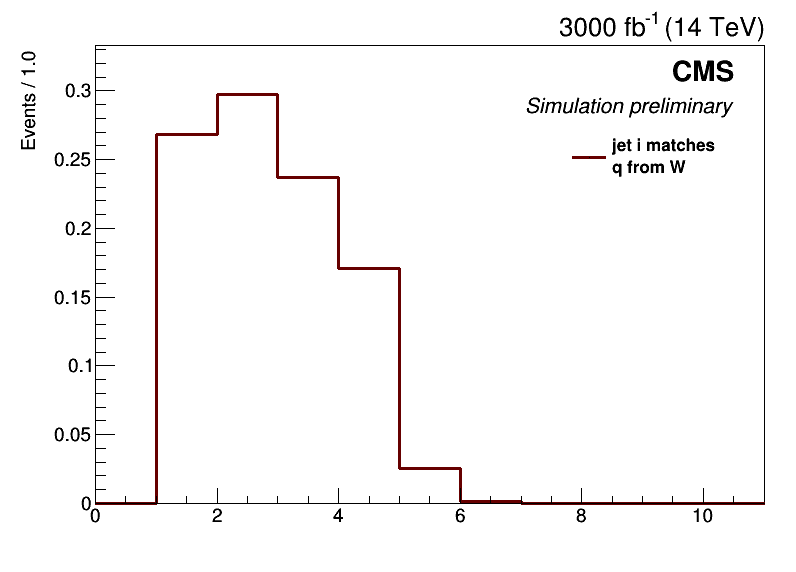 3000 fb⁻¹ (14 TeV)
Events / 1.0
CMS
Simulation preliminary
jet i matches
q from W
0.3
0.25
0.2
0.15
0.1
0.05
0
0 2 4 6 8 10